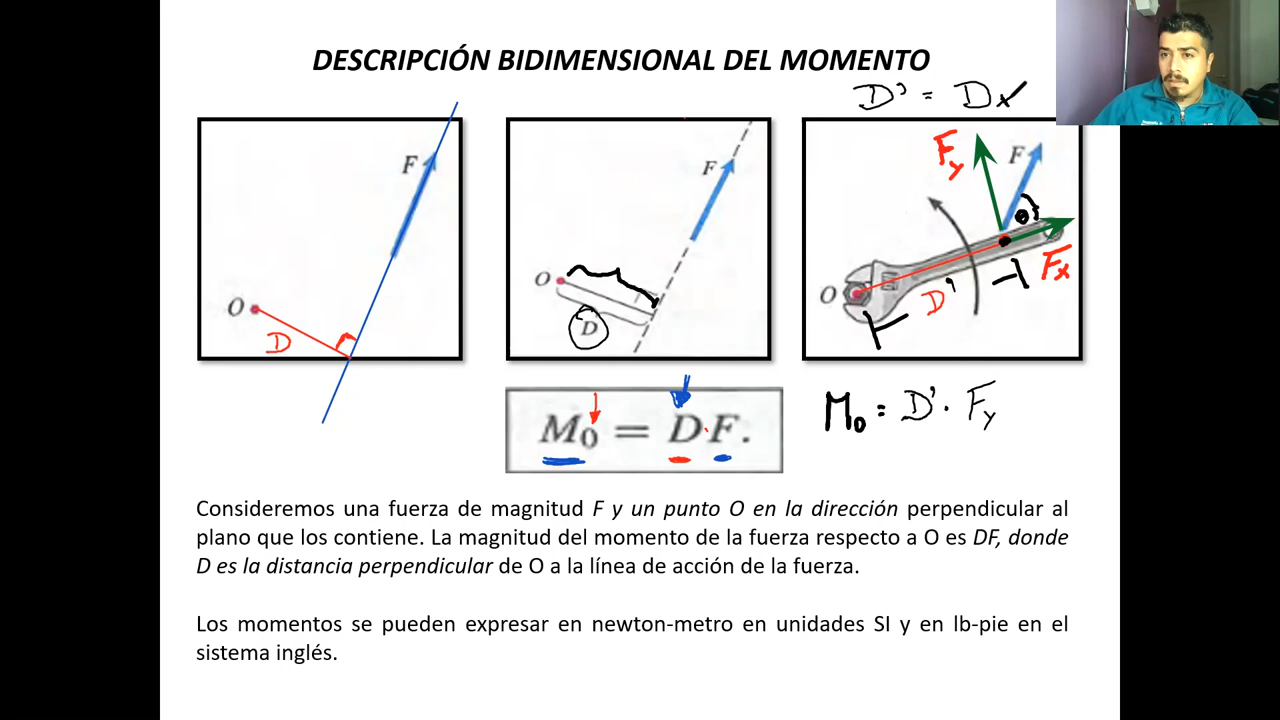 DESCRIPCIÓN BIDIMENSIONAL DEL MOMENTO
D' = D x
F
O
D
F
O
D
Fy
F
θ
Fx
O
D'
M0 = D.F.
M0 = D' · Fy
Consideremos una fuerza de magnitud F y un punto O en la dirección perpendicular al
plano que los contiene. La magnitud del momento de la fuerza respecto a O es DF, donde
D es la distancia perpendicular de O a la línea de acción de la fuerza.
Los momentos se pueden expresar en newton-metro en unidades SI y en lb-pie en el
sistema inglés.